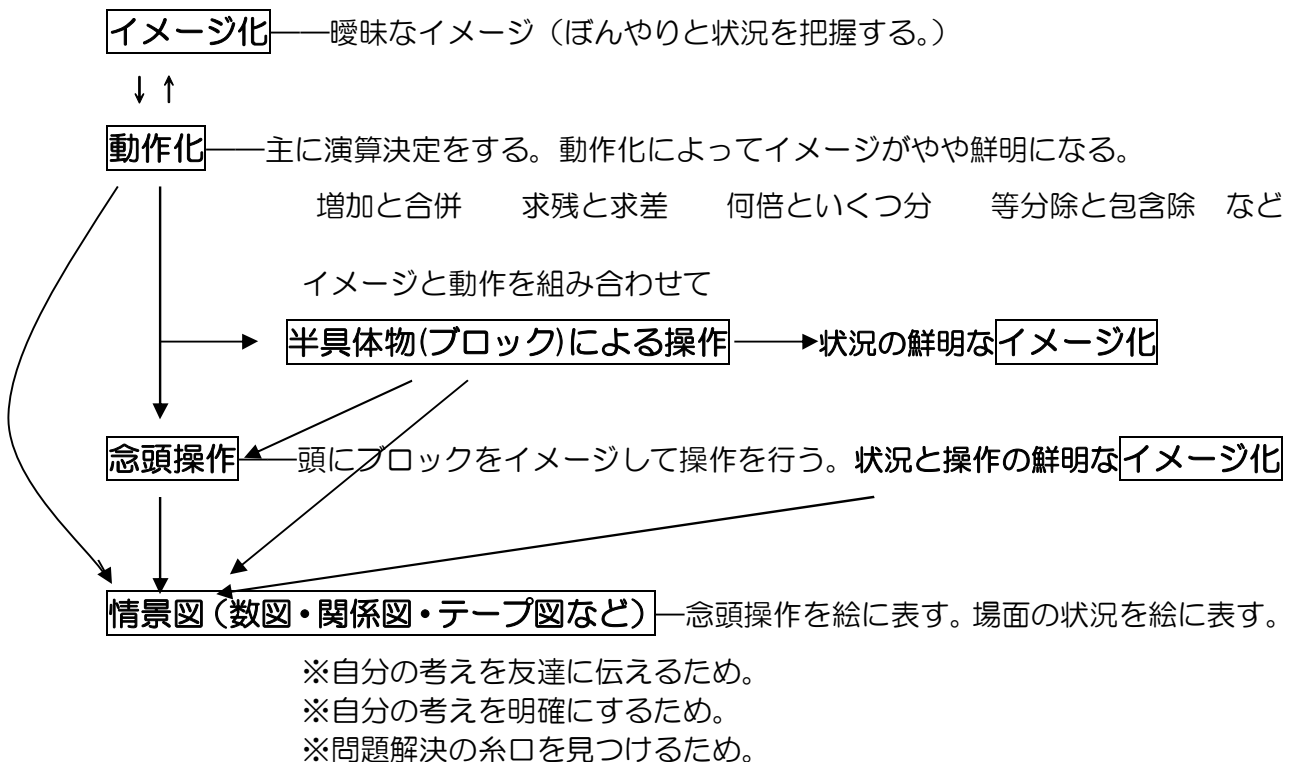 イメージ化――曖昧なイメージ（ぼんやりと状況を把握する。）
↓↑
動作化――主に演算決定をする。動作化によってイメージがやや鮮明になる。
増加と合併　　求残と求差　　何倍といくつ分　　等分除と包含除　など
イメージと動作を組み合わせて
半具体物(ブロック)による操作　状況の鮮明なイメージ化
念頭操作――頭にブロックをイメージして操作を行う。状況と操作の鮮明なイメージ化
情景図（数図・関係図・テープ図など）―念頭操作を絵に表す。場面の状況を絵に表す。
※自分の考えを友達に伝えるため。
※自分の考えを明確にするため。
※問題解決の糸口を見つけるため。